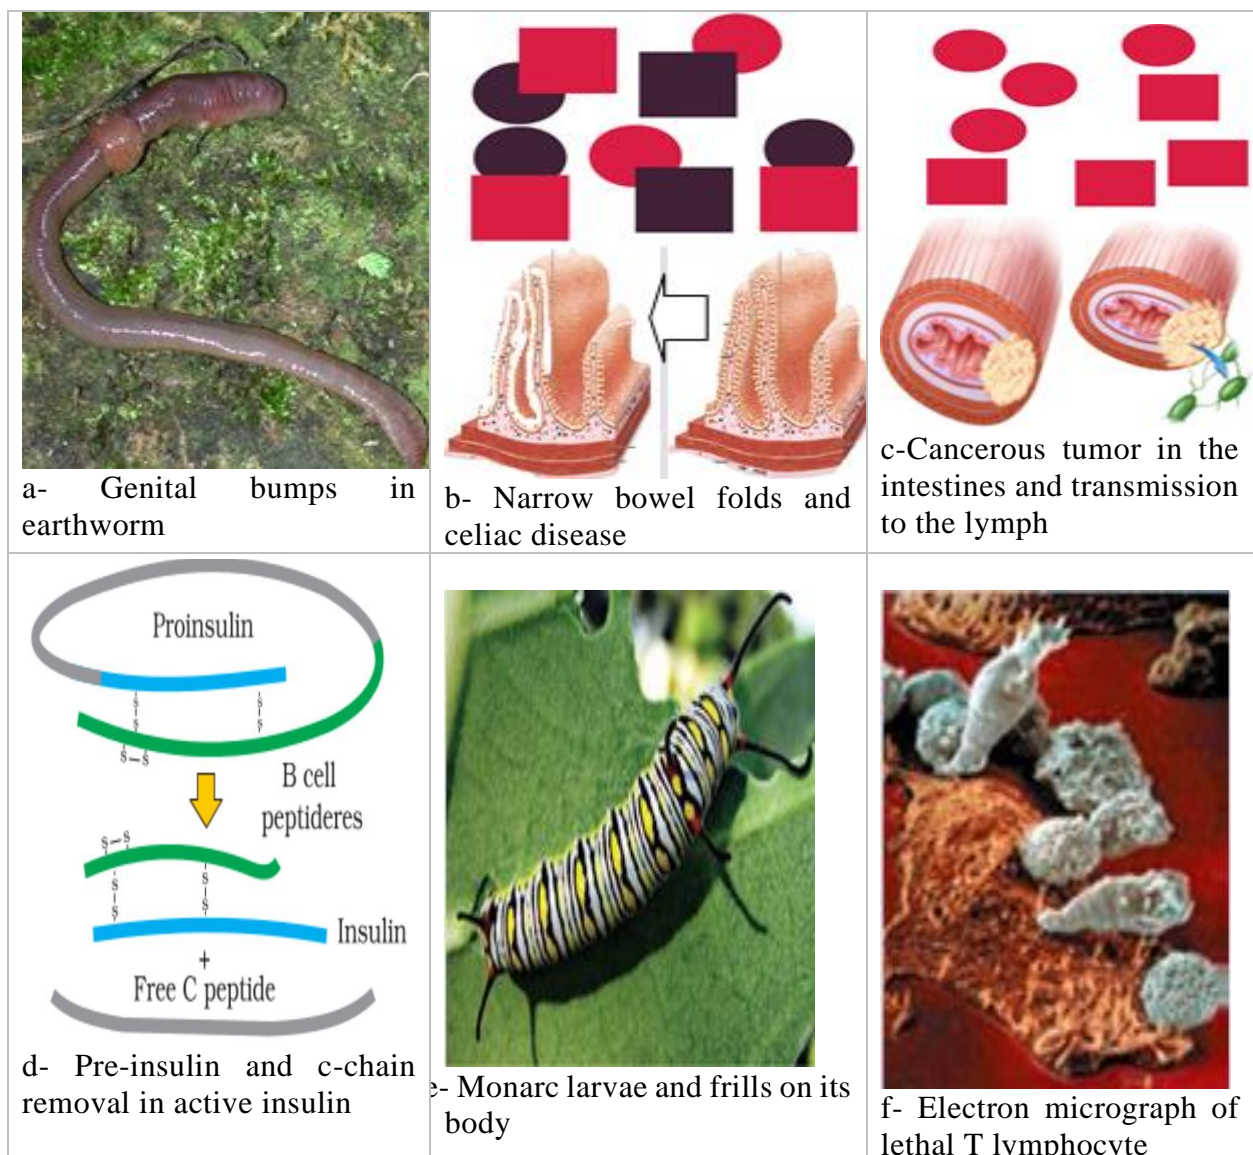 a- Genital bumps in
earthworm
b- Narrow bowel folds and
celiac disease
c-Cancerous tumor in the
intestines and transmission
to the lymph
Proinsulin
s
s
s
s
s-s
B cell
peptideres
s-s
s
s
s
s
Insulin
+
Free C peptide
d- Pre-insulin and c-chain
removal in active insulin
e- Monarc larvae and frills on its
body
f- Electron micrograph of
lethal T lymphocyte